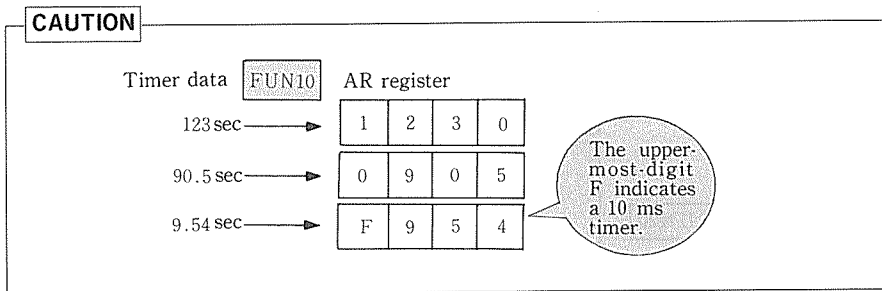 CAUTION
Timer data FUN10 AR register
123 sec 1 2 3 0
90.5 sec 0 9 0 5
9.54 sec F 9 5 4
The upper-
most-digit
F indicates
a 10 ms
timer.